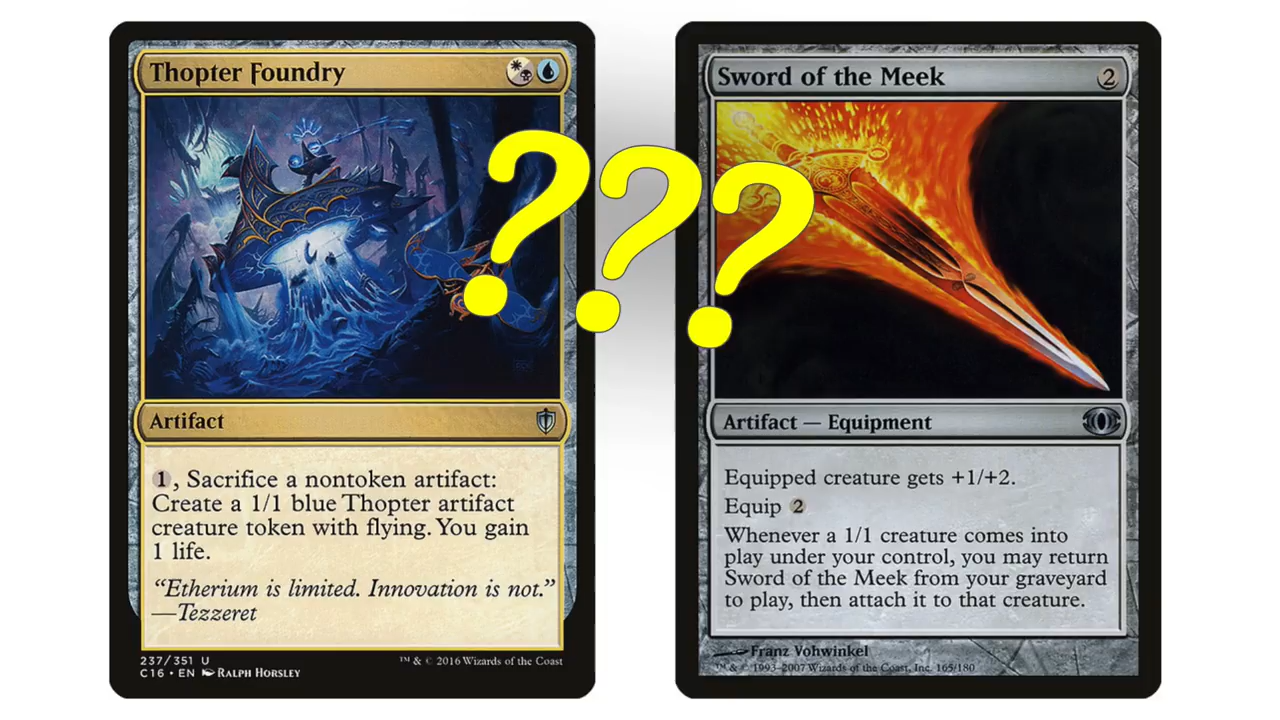 Thopter Foundry
???
Artifact
1, Sacrifice a nontoken artifact:
Create a 1/1 blue Thopter artifact
creature token with flying. You gain
1 life.
“Etherium is limited. Innovation is not.”
—Tezzeret
237/351 U
C16 • EN RALPH HORSLEY
™ & © 2016 Wizards of the Coast
Sword of the Meek
2
Artifact — Equipment
Equipped creature gets +1/+2.
Equip 2
Whenever a 1/1 creature comes into
play under your control, you may return
Sword of the Meek from your graveyard
to play, then attach it to that creature.
Franz Vohwinkel
™ & © 1993–2007 Wizards of the Coast, Inc. 165/180